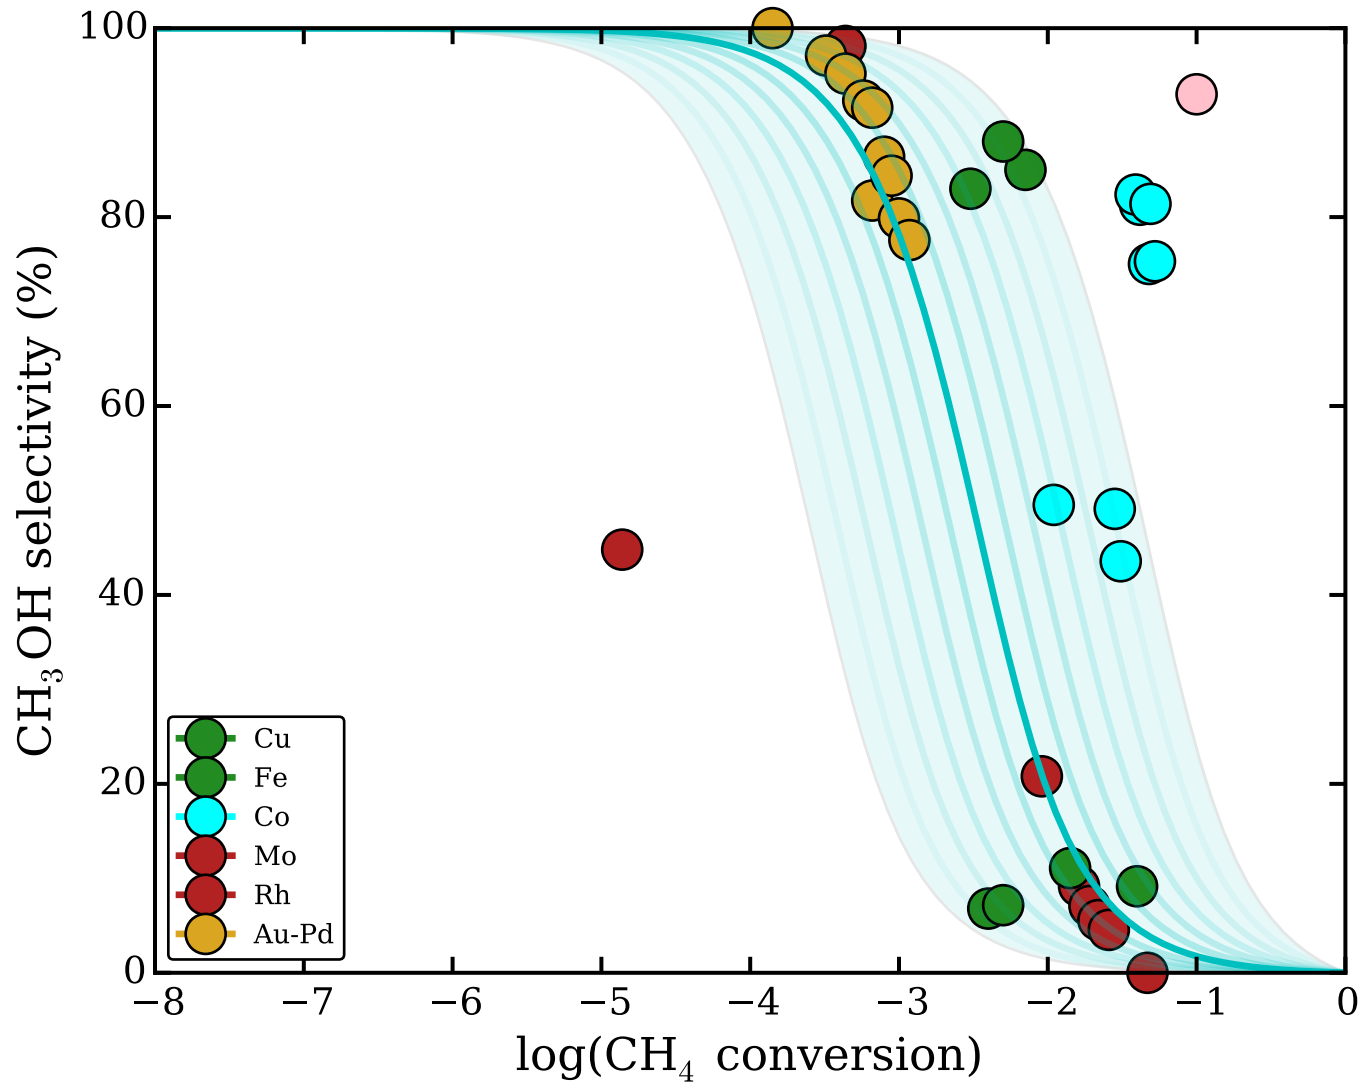 100
80
60
40
20
0
CH₃OH selectivity (%)
Cu
Fe
Co
Mo
Rh
Au-Pd
−8 −7 −6 −5 −4 −3 −2 −1 0
log(CH₄ conversion)